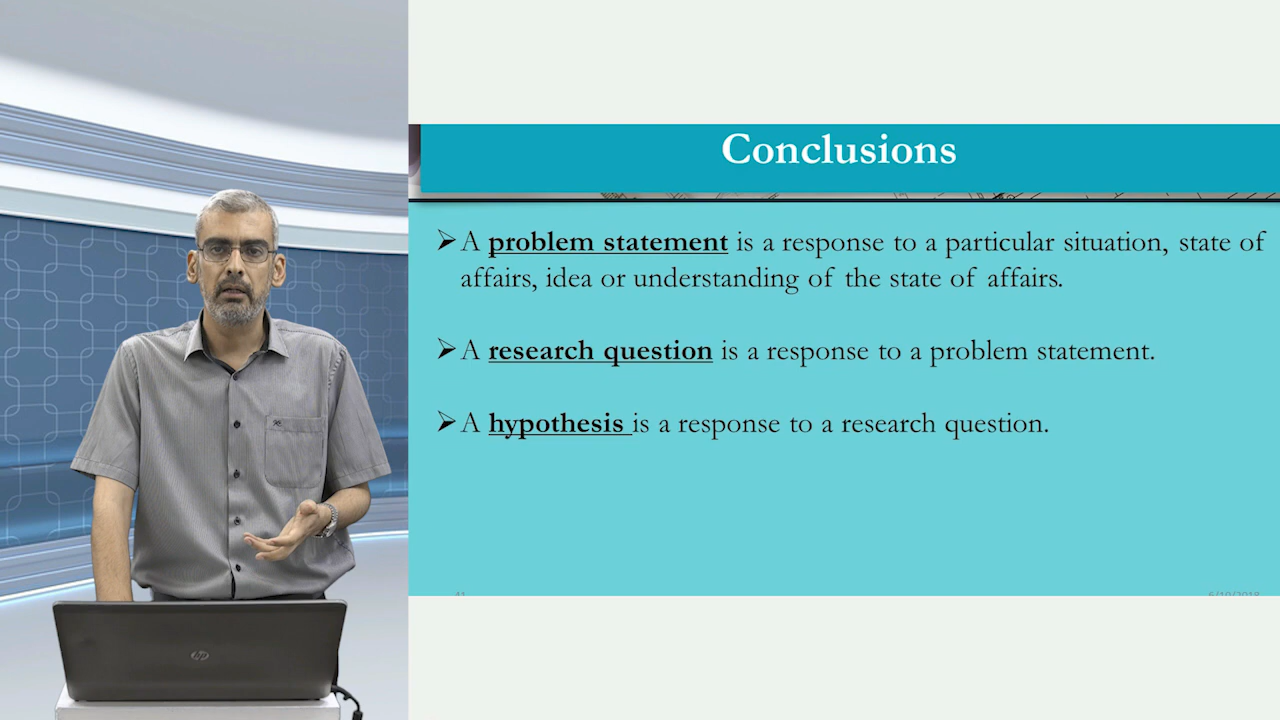 Conclusions
➢A problem statement is a response to a particular situation, state of
affairs, idea or understanding of the state of affairs.
➢A research question is a response to a problem statement.
➢A hypothesis is a response to a research question.
hp